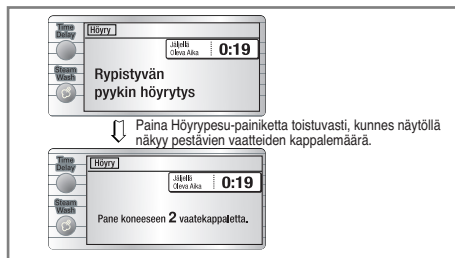 Time
Delay
Höyry
Jäljellä
Oleva Aika
0:19
Steam
Wash
Rypistyvän
pyykin höyrytys
Paina Höyrypesu-painiketta toistuvasti, kunnes näytöllä
näkyy pestävien vaatteiden kappalemäärä.
Time
Delay
Höyry
Jäljellä
Oleva Aika
0:19
Steam
Wash
Pane koneeseen 2 vaatekappaletta.